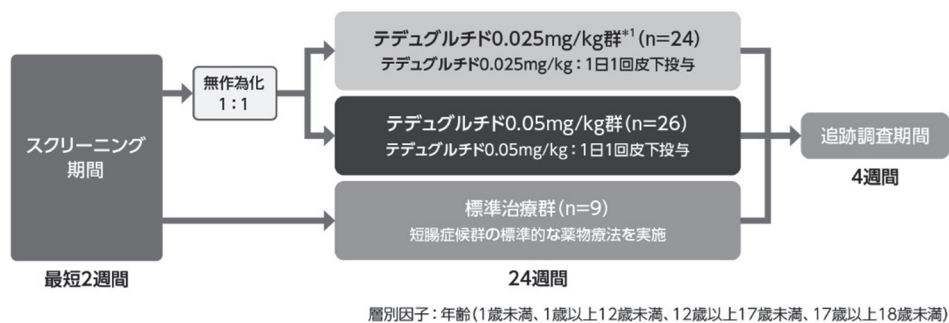 スクリーニング
期間
最短2週間
無作為化
1：1
テデュグルチド0.025mg/kg群*1(n=24)
テデュグルチド0.025mg/kg：1日1回皮下投与
テデュグルチド0.05mg/kg群(n=26)
テデュグルチド0.05mg/kg：1日1回皮下投与
標準治療群(n=9)
短腸症候群の標準的な薬物療法を実施
24週間
追跡調査期間
4週間
層別因子：年齢(1歳未満、1歳以上12歳未満、12歳以上17歳未満、17歳以上18歳未満)